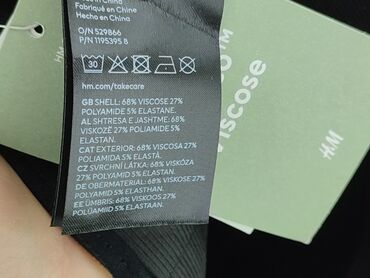 Fabriqué en China
Hecho en China
O/N 529866
P/N 1195395 8
30
hm.com/takecare
GB SHELL: 68% VISCOSE 27%
POLYAMIDE 5% ELASTANE.
AL SHTRESA E JASHTME: 68%
VISKOZË 27% POLIAMIDE 5%
ELASTAN.
CAT EXTERIOR: 68% VISCOSA 27%
POLIAMIDA 5% ELASTÀ.
CZ SVRCHNÍ LÁTKA: 68% VISKÓZA
27% POLYAMID 5% ELASTAN.
DE OBERMATERIAL: 68% VISKOSE
27% POLYAMID 5% ELASTHAN.
EE ÜMBRIS: 68% VISKOOS 27%
POLÜAMIID 5% ELASTAAN.
viscose
H&M
H&M